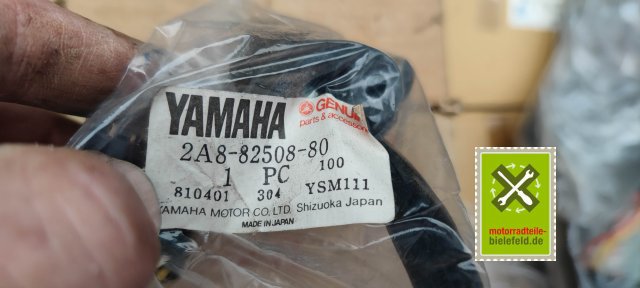 YAMAHA
GENUI
parts & accessories
2A8-82508-80
1 PC 100
810401 304 YSM111
YAMAHA MOTOR CO., LTD. Shizuoka Japan
MADE IN JAPAN
motorradteile-
bielefeld.de